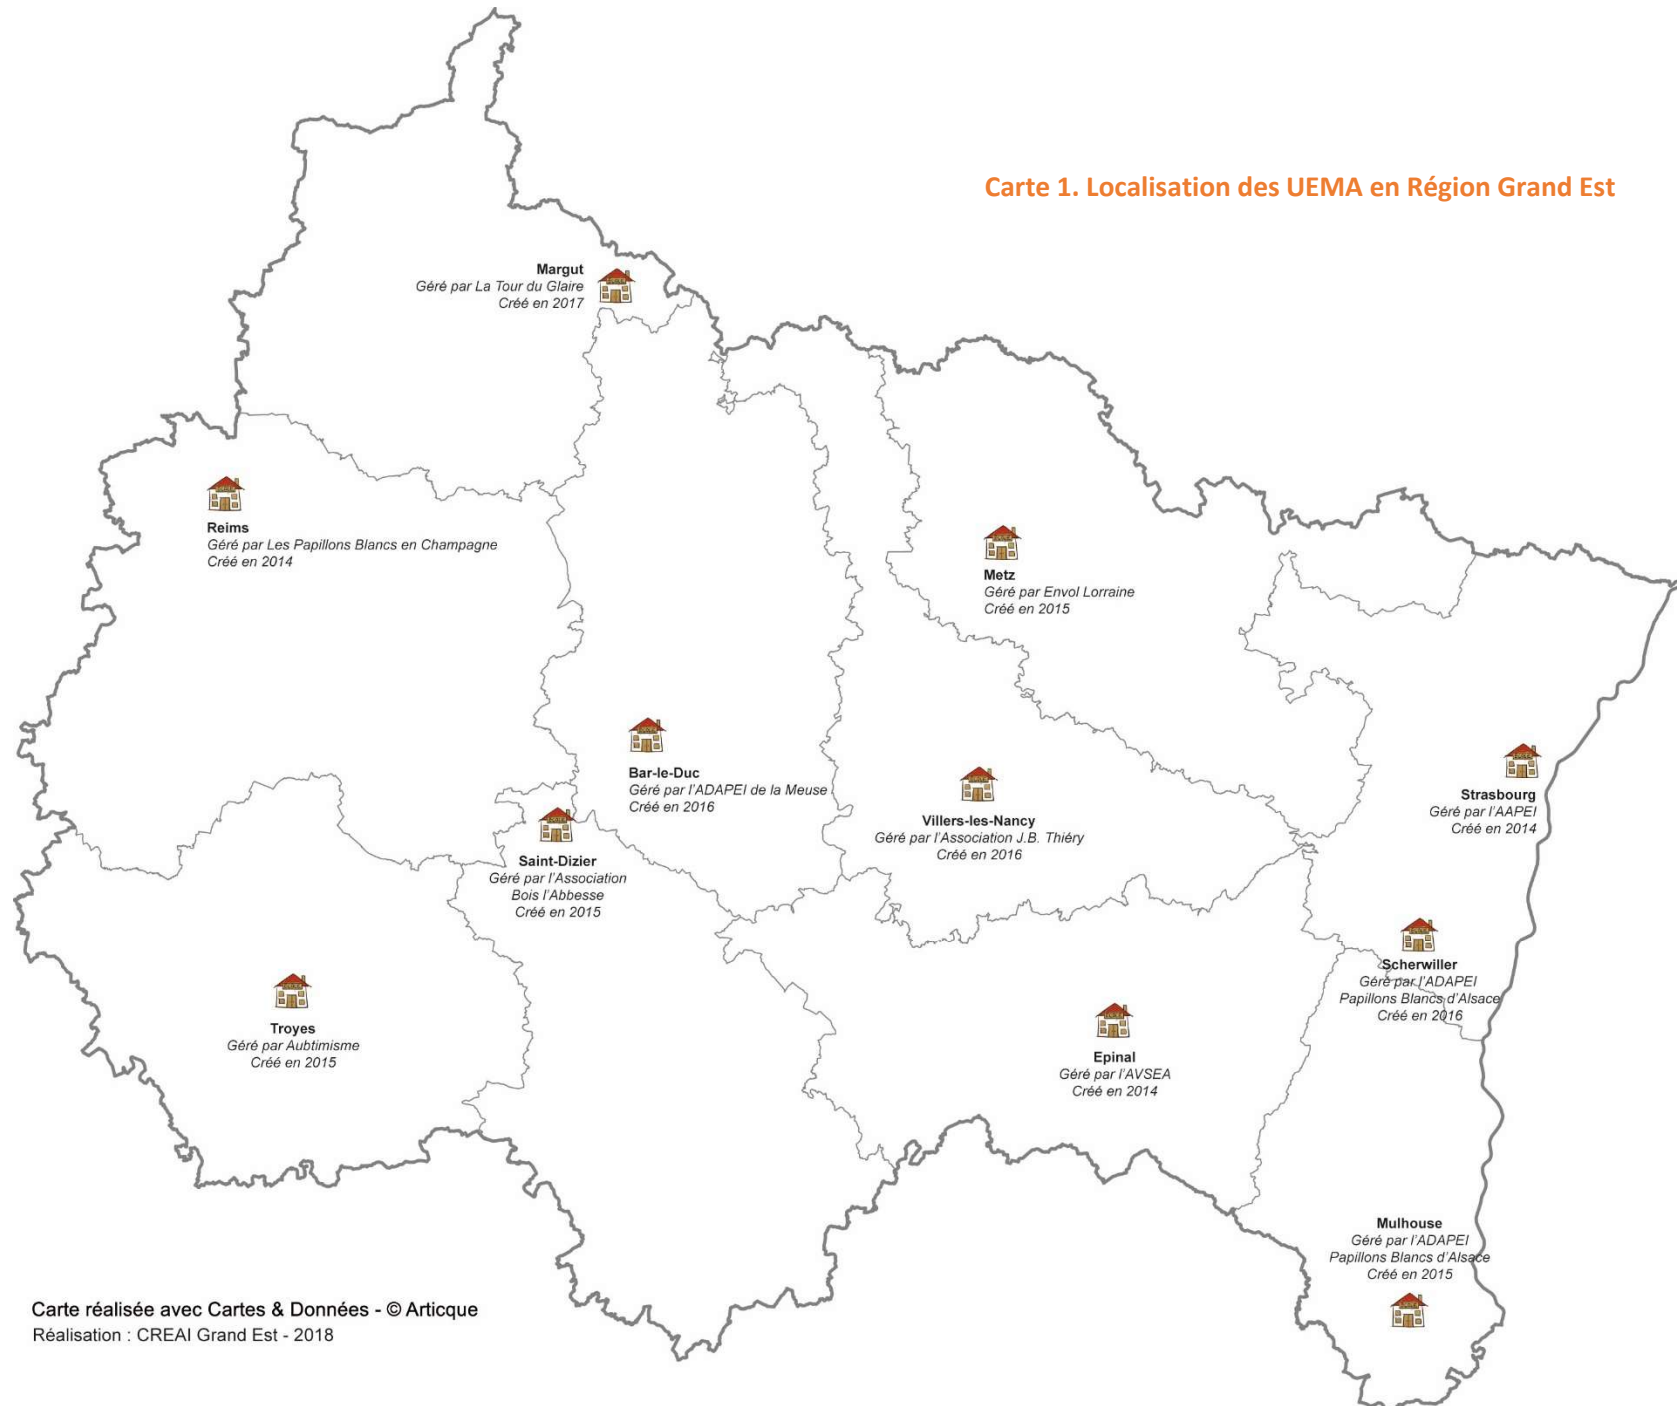 Carte 1. Localisation des UEMA en Région Grand Est
Margut
Géré par La Tour du Glaire
Créé en 2017
Reims
Géré par Les Papillons Blancs en Champagne
Créé en 2014
Metz
Géré par Envol Lorraine
Créé en 2015
Bar-le-Duc
Géré par l'ADAPEI de la Meuse
Créé en 2016
Villers-les-Nancy
Géré par l'Association J.B. Thiéry
Créé en 2016
Strasbourg
Géré par l'AAPEI
Créé en 2014
Saint-Dizier
Géré par l'Association
Bois l'Abbesse
Créé en 2015
Scherwiller
Géré par l'ADAPEI
Papillons Blancs d'Alsace
Créé en 2016
Troyes
Géré par Aubtimisme
Créé en 2015
Epinal
Géré par l'AVSEA
Créé en 2014
Mulhouse
Géré par l'ADAPEI
Papillons Blancs d'Alsace
Créé en 2015
Carte réalisée avec Cartes & Données - © Articque
Réalisation : CREAI Grand Est - 2018